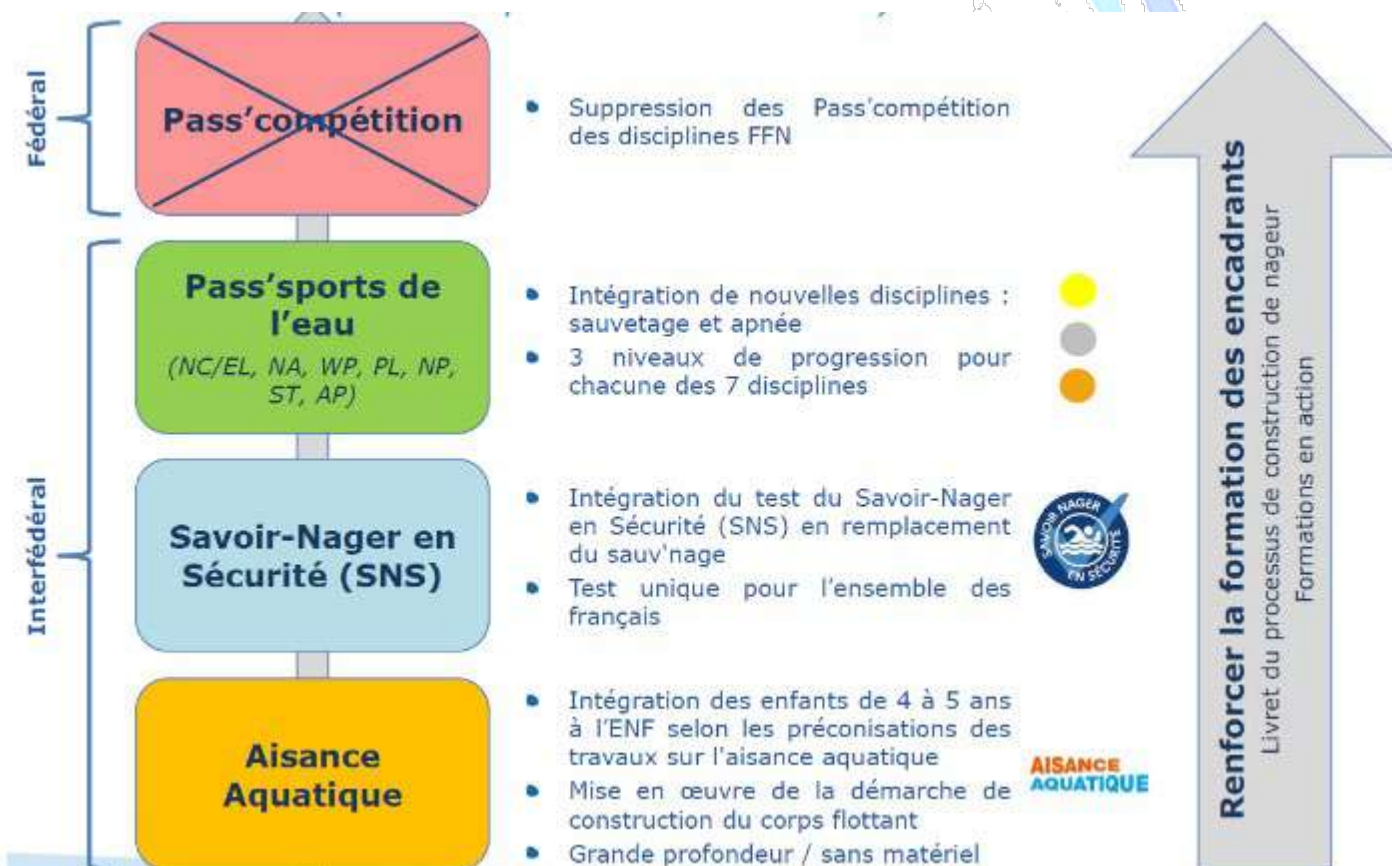 Fédéral
Pass'compétition
Suppression des Pass'compétition
des disciplines FFN
Interfédéral
Pass'sports de
l'eau
(NC/EL, NA, WP, PL, NP,
ST, AP)
Intégration de nouvelles disciplines :
sauvetage et apnée
3 niveaux de progression pour
chacune des 7 disciplines
Savoir-Nager en
Sécurité (SNS)
Intégration du test du Savoir-Nager
en Sécurité (SNS) en remplacement
du sauv'nage
Test unique pour l'ensemble des
français
SAVOIR NAGER
EN SÉCURITÉ
Aisance
Aquatique
Intégration des enfants de 4 à 5 ans
à l'ENF selon les préconisations des
travaux sur l'aisance aquatique
Mise en œuvre de la démarche de
construction du corps flottant
Grande profondeur / sans matériel
AISANCE
AQUATIQUE
Renforcer la formation des encadrants
Livret du processus de construction de nageur
Formations en action